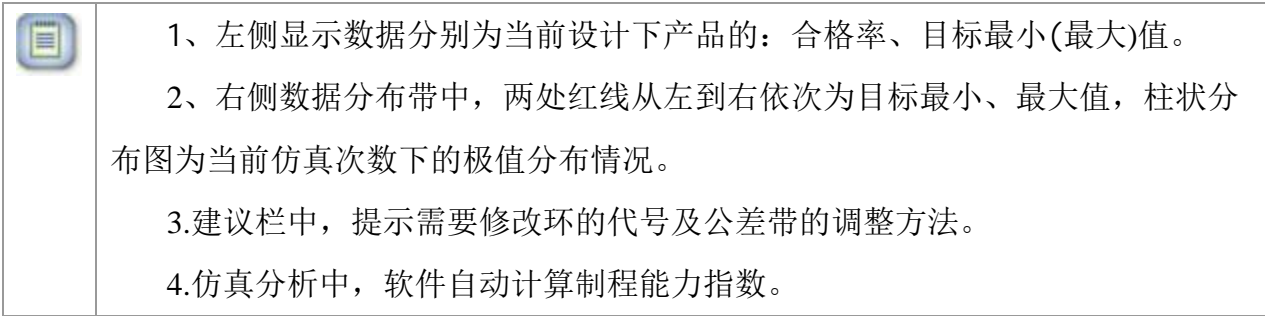 1、左侧显示数据分别为当前设计下产品的：合格率、目标最小(最大)值。
2、右侧数据分布带中，两处红线从左到右依次为目标最小、最大值，柱状分
布图为当前仿真次数下的极值分布情况。
3.建议栏中，提示需要修改环的代号及公差带的调整方法。
4.仿真分析中，软件自动计算制程能力指数。